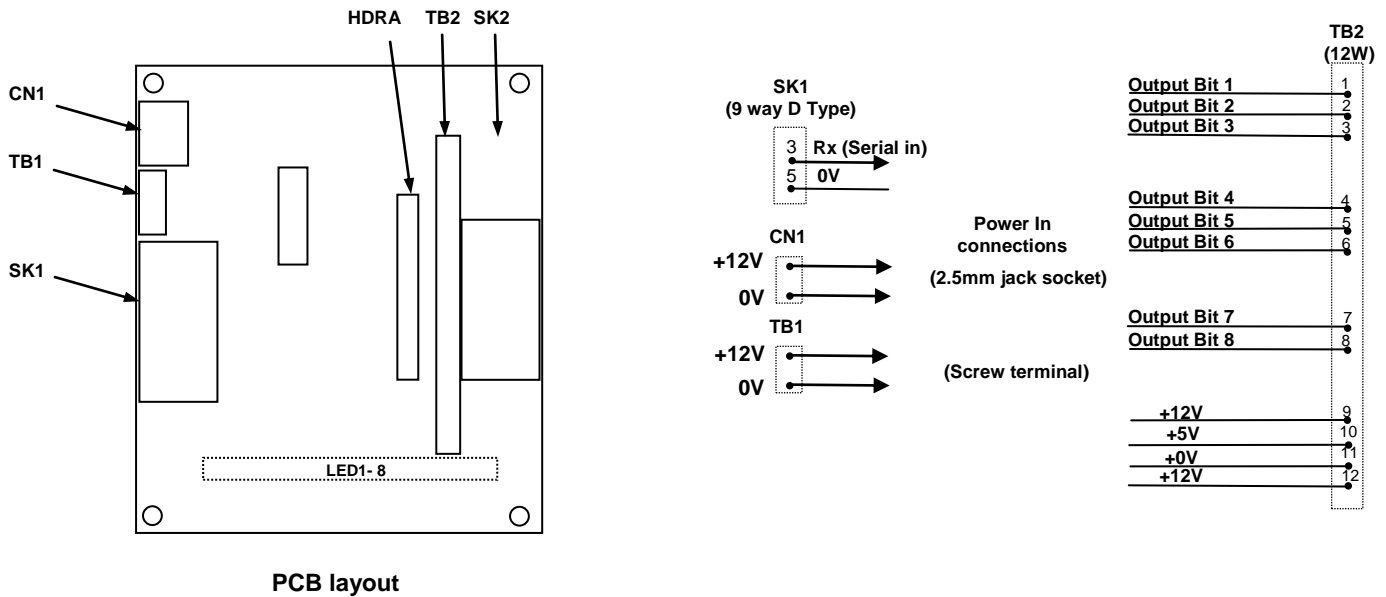 HDRA TB2 SK2
CN1
TB1
SK1
LED1- 8
PCB layout
SK1
(9 way D Type)
3 Rx (Serial in)
5 0V
CN1
+12V
0V
TB1
+12V
0V
Power In
connections
(2.5mm jack socket)
(Screw terminal)
TB2
(12W)
Output Bit 1 1
Output Bit 2 2
Output Bit 3 3
Output Bit 4 4
Output Bit 5 5
Output Bit 6 6
Output Bit 7 7
Output Bit 8 8
+12V 9
+5V 10
+0V 11
+12V 12